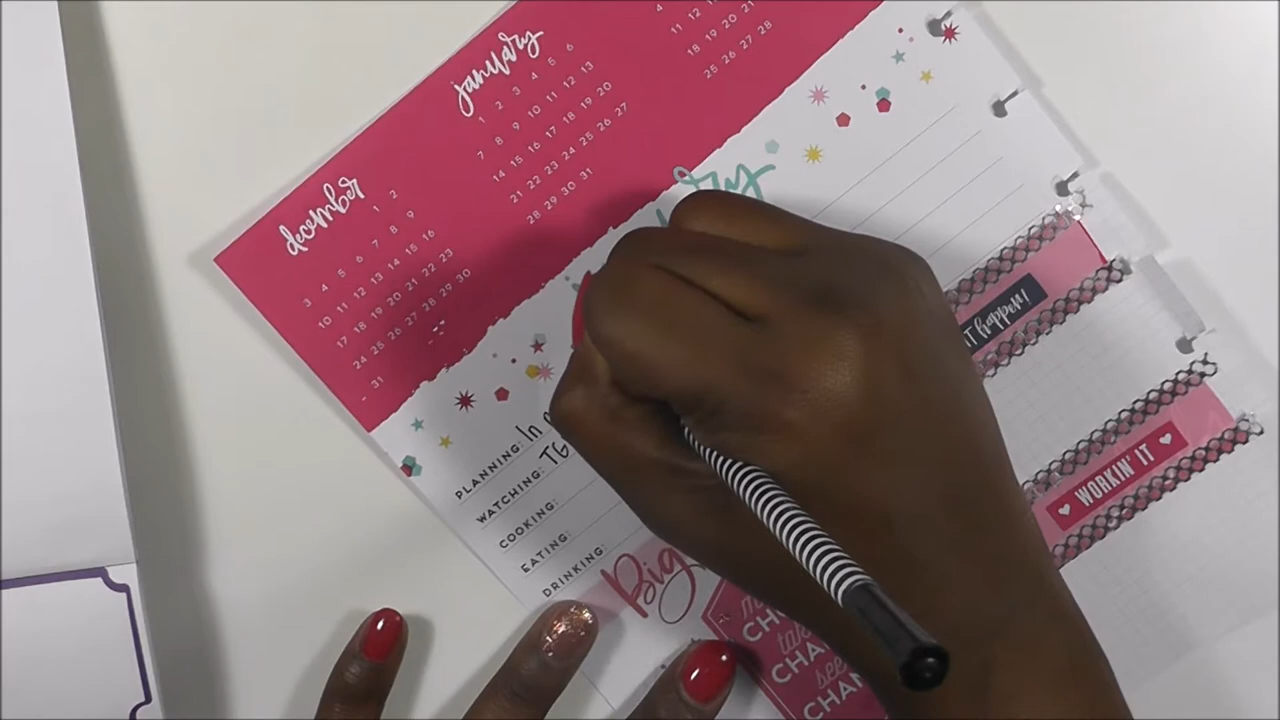 december
1 2
3 4 5 6 7 8 9
10 11 12 13 14 15 16
17 18 19 20 21 22 23
24 25 26 27 28 29 30
31
january
1 2 3 4 5 6
7 8 9 10 11 12 13
14 15 16 17 18 19 20
21 22 23 24 25 26 27
28 29 30 31
4
11 12 13
18 19 20 21
25 26 27 28
PLANNING: In
WATCHING: TG
COOKING:
EATING:
DRINKING:
Big
IT happen!
WORKIN' IT